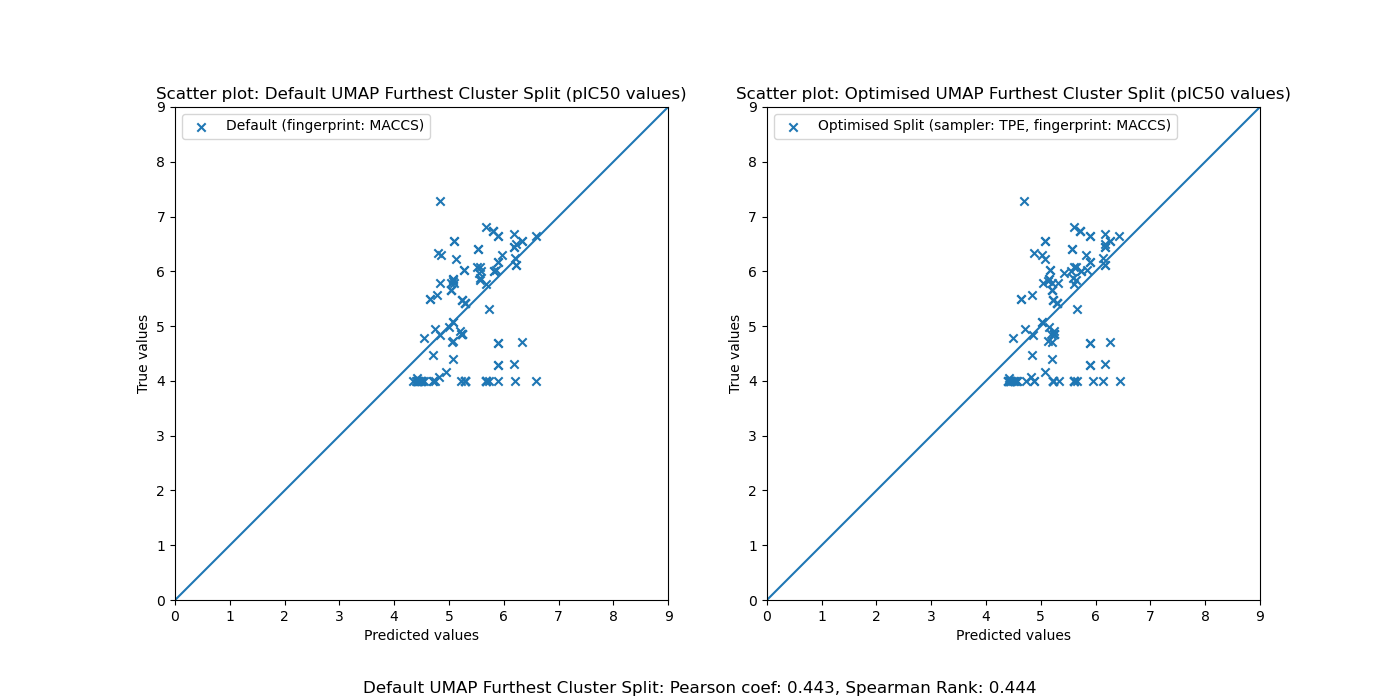 Scatter plot: Default UMAP Furthest Cluster Split (pIC50 values)
Default (fingerprint: MACCS)
9
8
7
6
5
4
3
2
1
0
True values
0 1 2 3 4 5 6 7 8 9
Predicted values
Scatter plot: Optimised UMAP Furthest Cluster Split (pIC50 values)
Optimised Split (sampler: TPE, fingerprint: MACCS)
9
8
7
6
5
4
3
2
1
0
True values
0 1 2 3 4 5 6 7 8 9
Predicted values
Default UMAP Furthest Cluster Split: Pearson coef: 0.443, Spearman Rank: 0.444